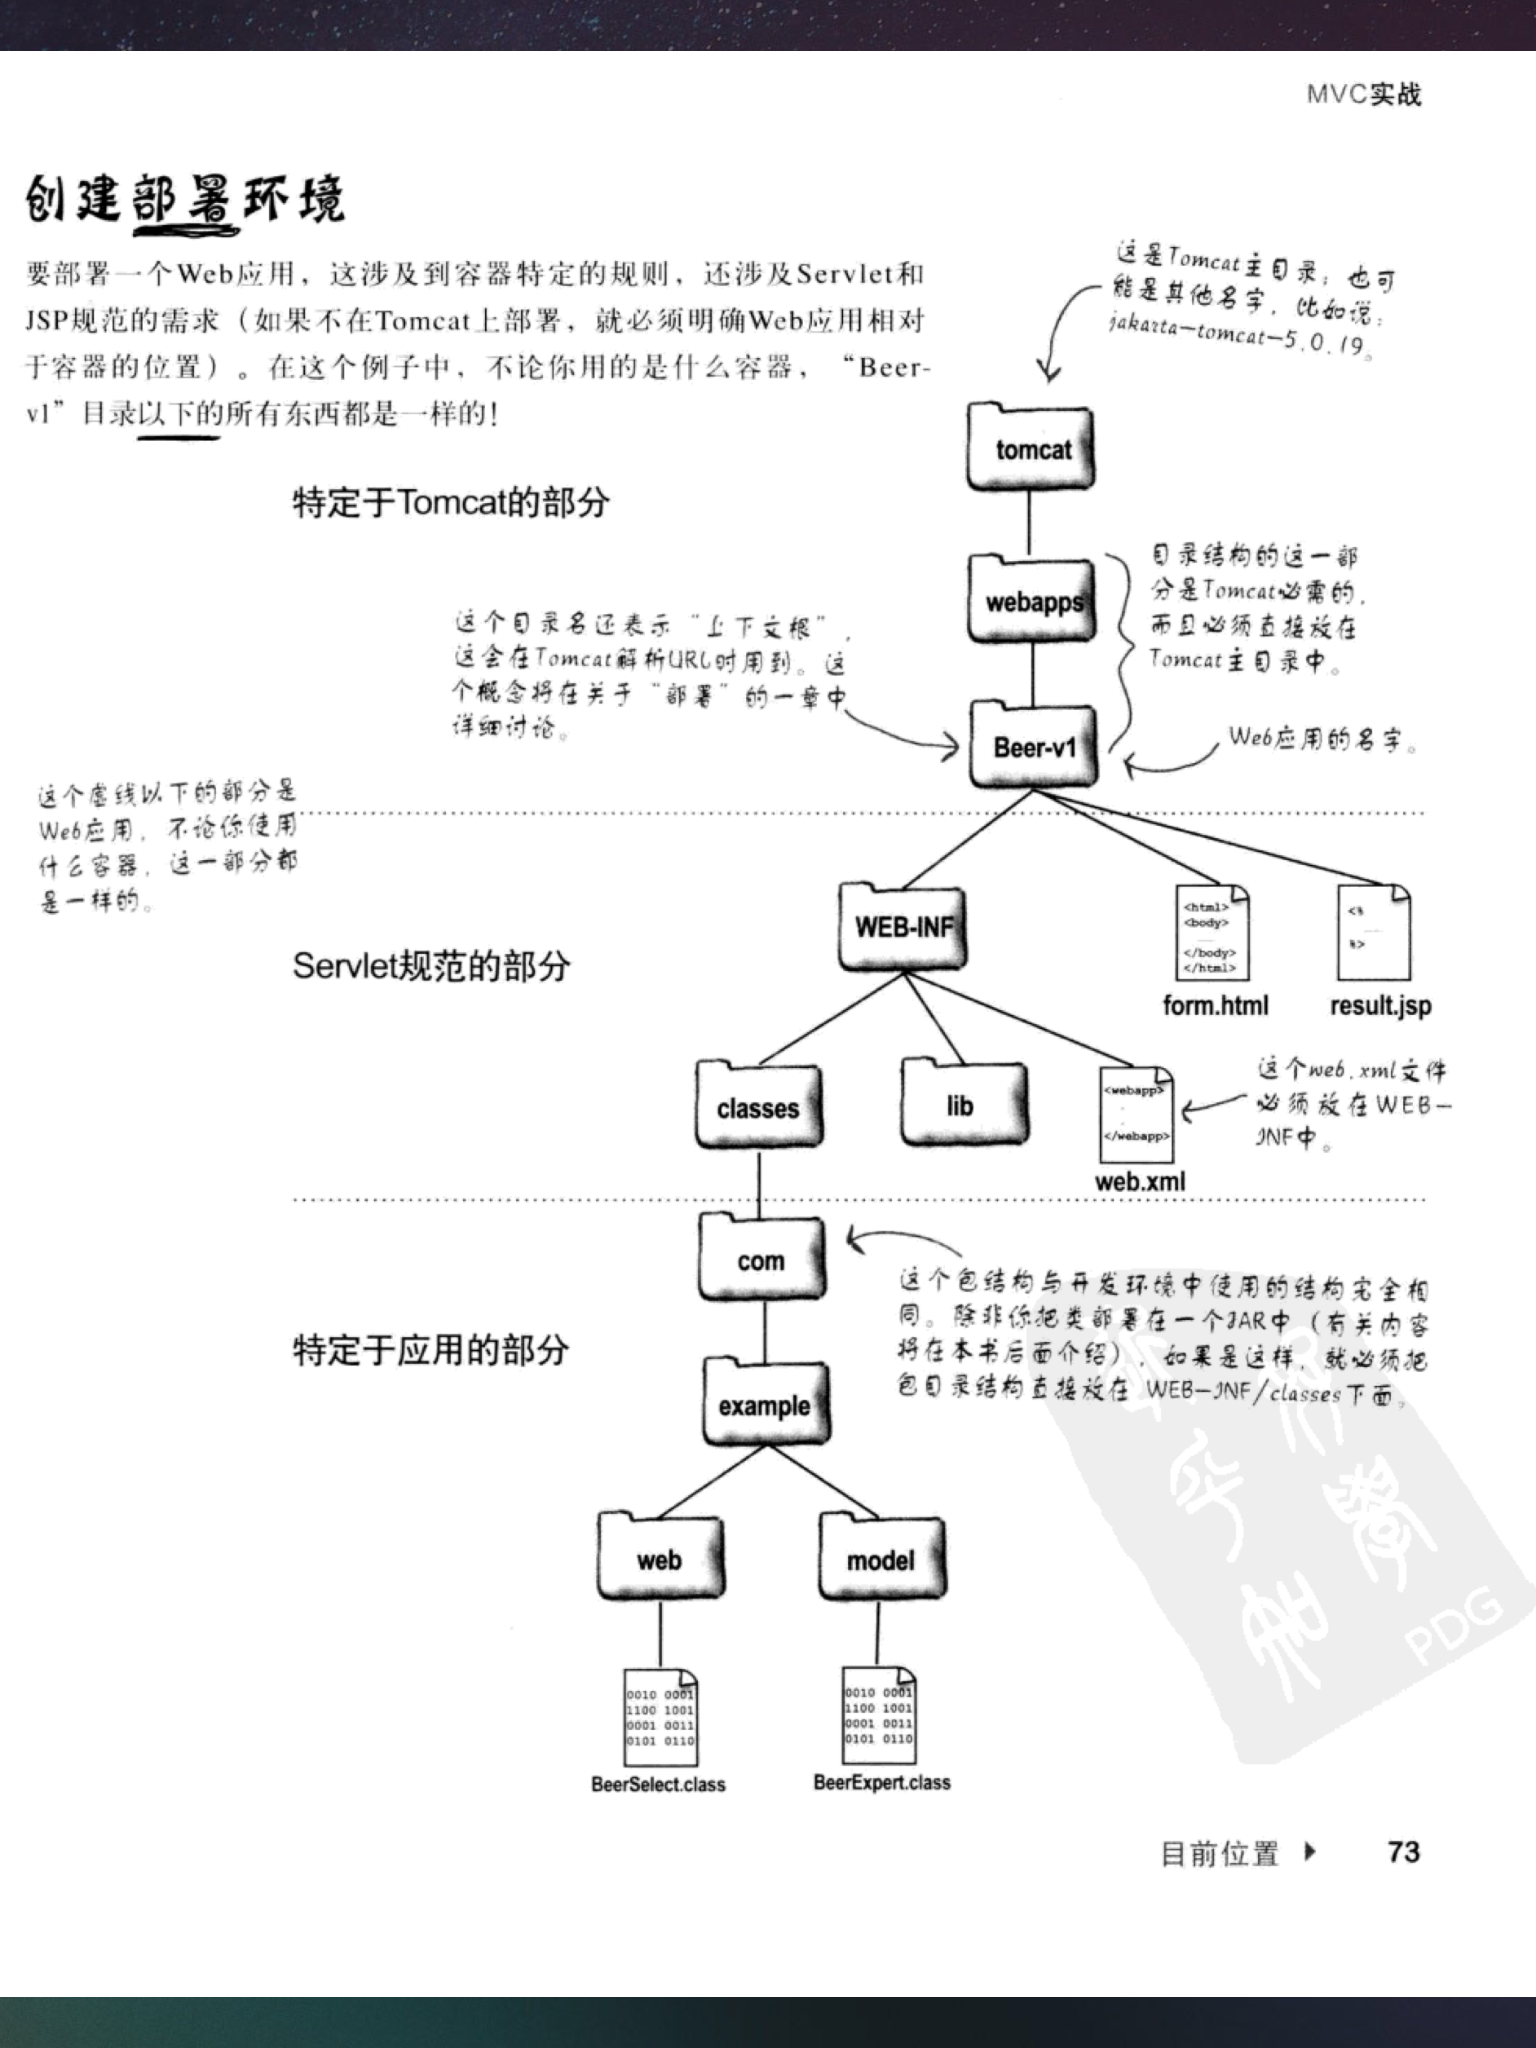 MVC实战
创建部署环境
要部署一个Web应用，这涉及到容器特定的规则，还涉及Servlet和
JSP规范的需求（如果不在Tomcat上部署，就必须明确Web应用相对
于容器的位置）。在这个例子中，不论你用的是什么容器，“Beer-
v1”目录以下的所有东西都是一样的！
这是Tomcat主目录；也可
能是其他名字，比如说：
jakarta-tomcat-5.0.19。
tomcat
特定于Tomcat的部分
webapps
目录结构的这一部
分是Tomcat必需的，
而且必须直接放在
Tomcat主目录中。
这个目录名还表示“上下文根”，
这会在Tomcat解析URL时用到。这
个概念将在关于“部署”的一章中
详细讨论。
Beer-v1
Web应用的名字。
这个虚线以下的部分是
Web应用，不论你使用
什么容器，这一部分都
是一样的。
WEB-INF
<html>
<body>
</body>
</html>
form.html
<%
%>
result.jsp
Servlet规范的部分
classes
lib
<webapp>
</webapp>
web.xml
这个web.xml文件
必须放在WEB-
INF中。
com
这个包结构与开发环境中使用的结构完全相
同。除非你把类部署在一个JAR中（有关内容
将在本书后面介绍），如果是这样，就必须把
包目录结构直接放在 WEB-INF/classes下面。
特定于应用的部分
example
web
model
0010 0001
1100 1001
0001 0011
0101 0110
BeerSelect.class
0010 0001
1100 1001
0001 0011
0101 0110
BeerExpert.class
PDG
目前位置
73